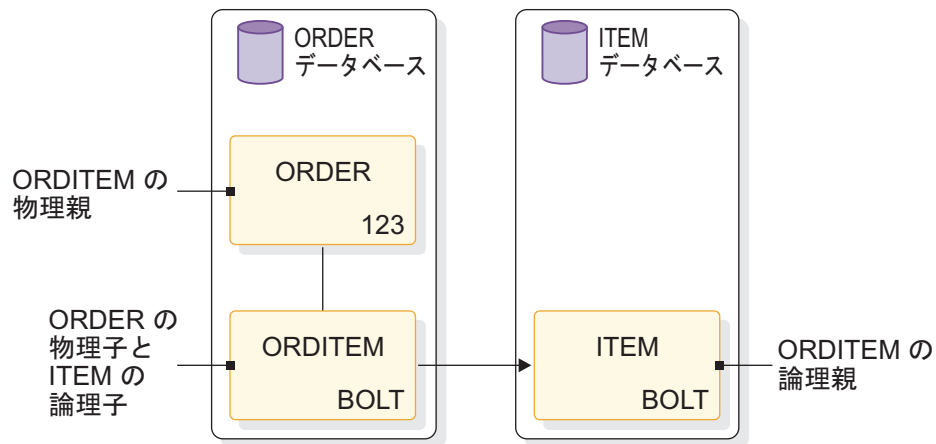 ORDER
データベース
ITEM
データベース
ORDITEM の
物理親
ORDER
123
ORDER の
物理子と
ITEM の
論理子
ORDITEM
BOLT
ITEM
BOLT
ORDITEM の
論理親